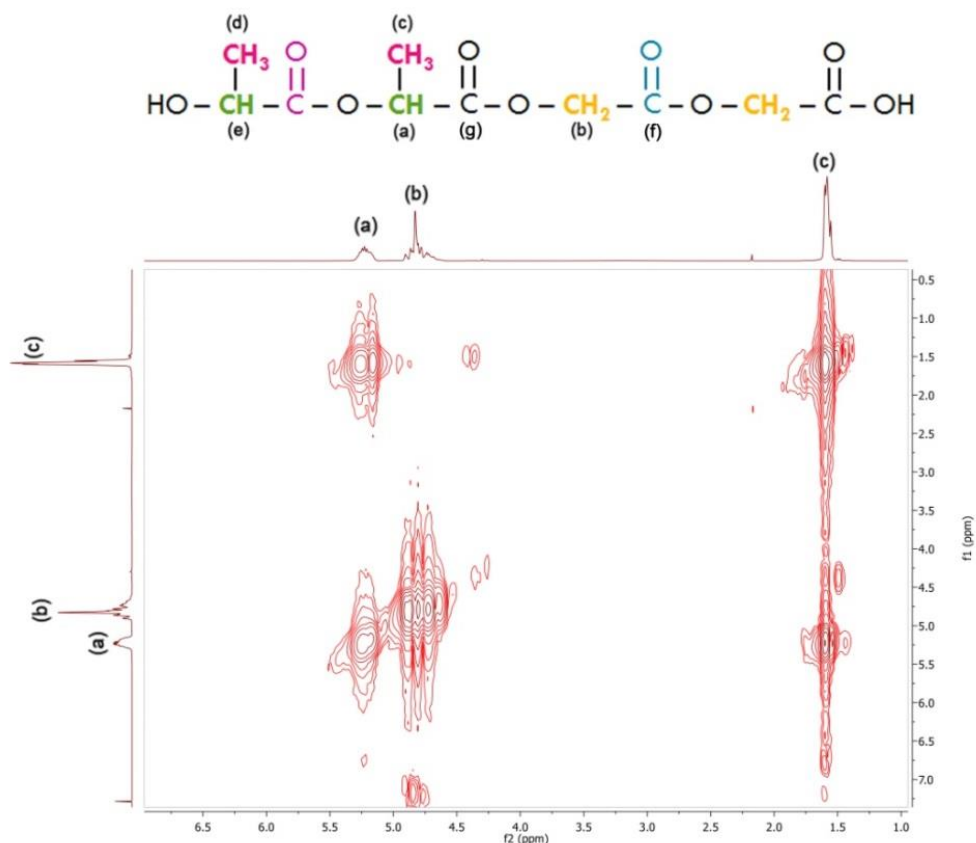 (d) (c)
CH₃ O CH₃ O O O
HO CH C O CH C O CH₂ C O CH₂ C OH
(e) (a) (g) (b) (f)
(c)
(b)
(a)
(c)
(b)
(a)
0.5
1.0
1.5
2.0
2.5
3.0
3.5
4.0
4.5
5.0
5.5
6.0
6.5
7.0
f1 (ppm)
6.5 6.0 5.5 5.0 4.5 4.0 3.5 3.0 2.5 2.0 1.5 1.0
f2 (ppm)